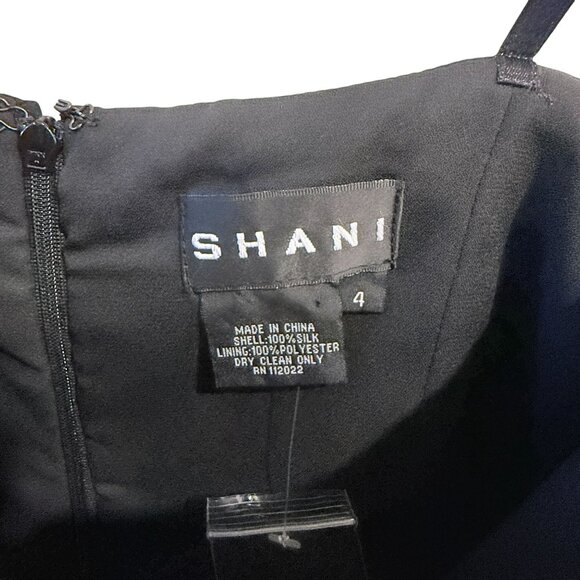 SHANI
4
MADE IN CHINA
SHELL:100%SILK
LINING:100%POLYESTER
DRY CLEAN ONLY
RN 112022